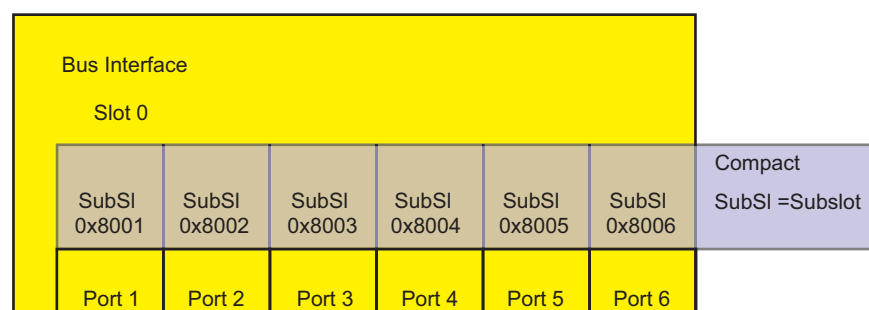 Bus Interface
Slot 0
Compact
SubSl =Subslot
SubSl SubSl SubSl SubSl SubSl SubSl
0x8001 0x8002 0x8003 0x8004 0x8005 0x8006
Port 1 Port 2 Port 3 Port 4 Port 5 Port 6